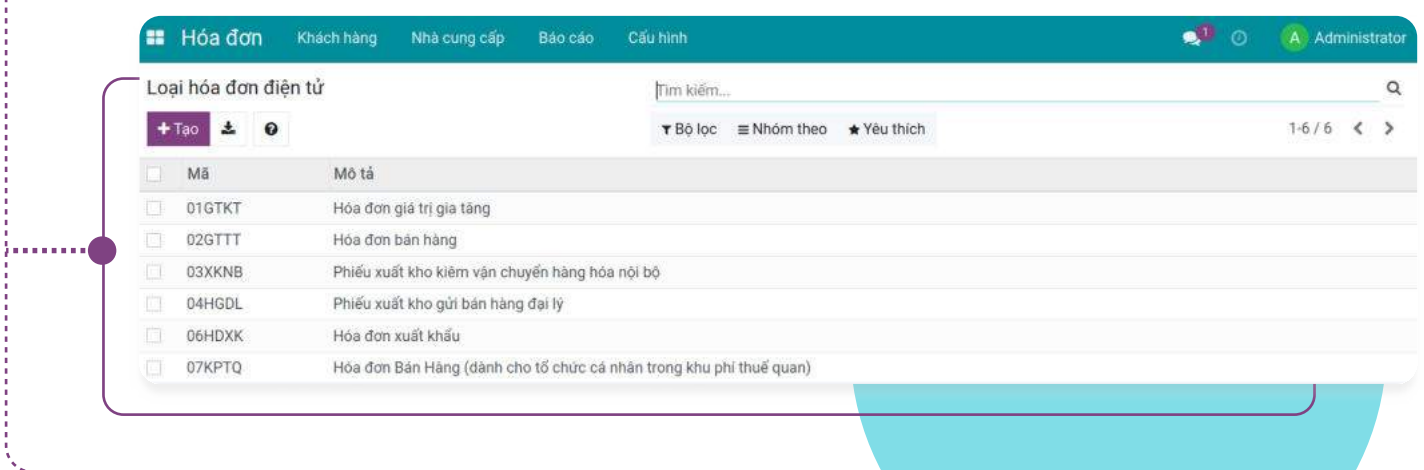 Hóa đơn Khách hàng Nhà cung cấp Báo cáo Cấu hình 1 A Administrator
Loại hóa đơn điện tử Tìm kiếm...
+ Tạo Bộ lọc Nhóm theo Yêu thích 1-6 / 6
Mã Mô tả
01GTKT Hóa đơn giá trị gia tăng
02GTTT Hóa đơn bán hàng
03XKNB Phiếu xuất kho kiêm vận chuyển hàng hóa nội bộ
04HGDL Phiếu xuất kho gửi bán hàng đại lý
06HDXK Hóa đơn xuất khẩu
07KPTQ Hóa đơn Bán Hàng (dành cho tổ chức cá nhân trong khu phi thuế quan)